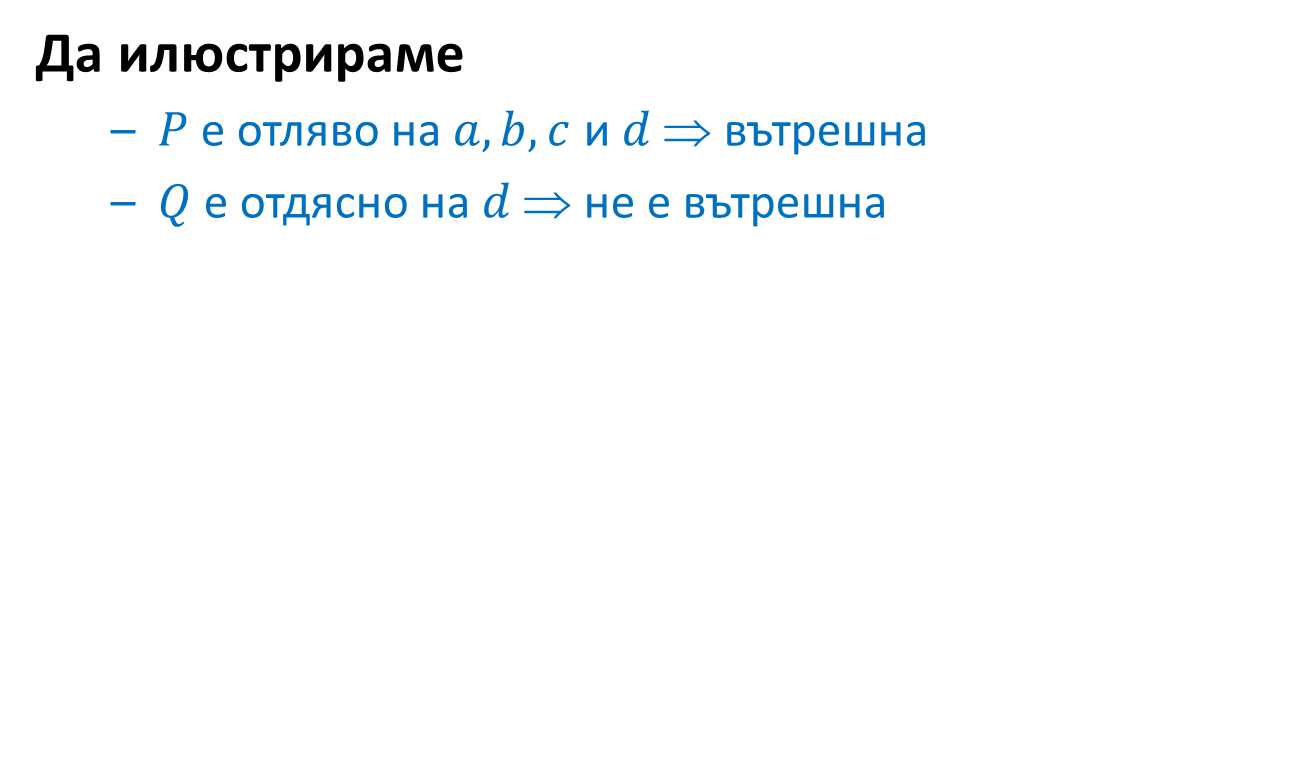 Да илюстрираме
– P е отляво на a, b, c и d ⟹ вътрешна
– Q е отдясно на d ⟹ не е вътрешна